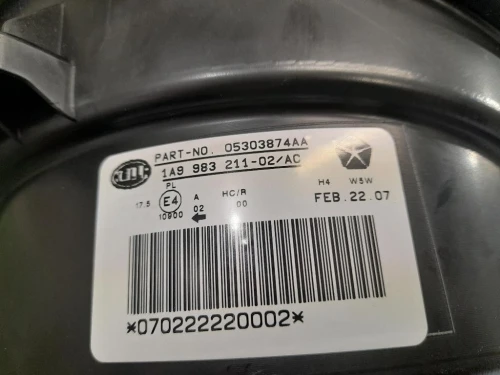 PART-NO. 05303874AA
1A9 983 211-02/AC
PL
17.5 E4 A HC/R H4 W5W
10900 02 00 FEB.22.07
*070222220002*